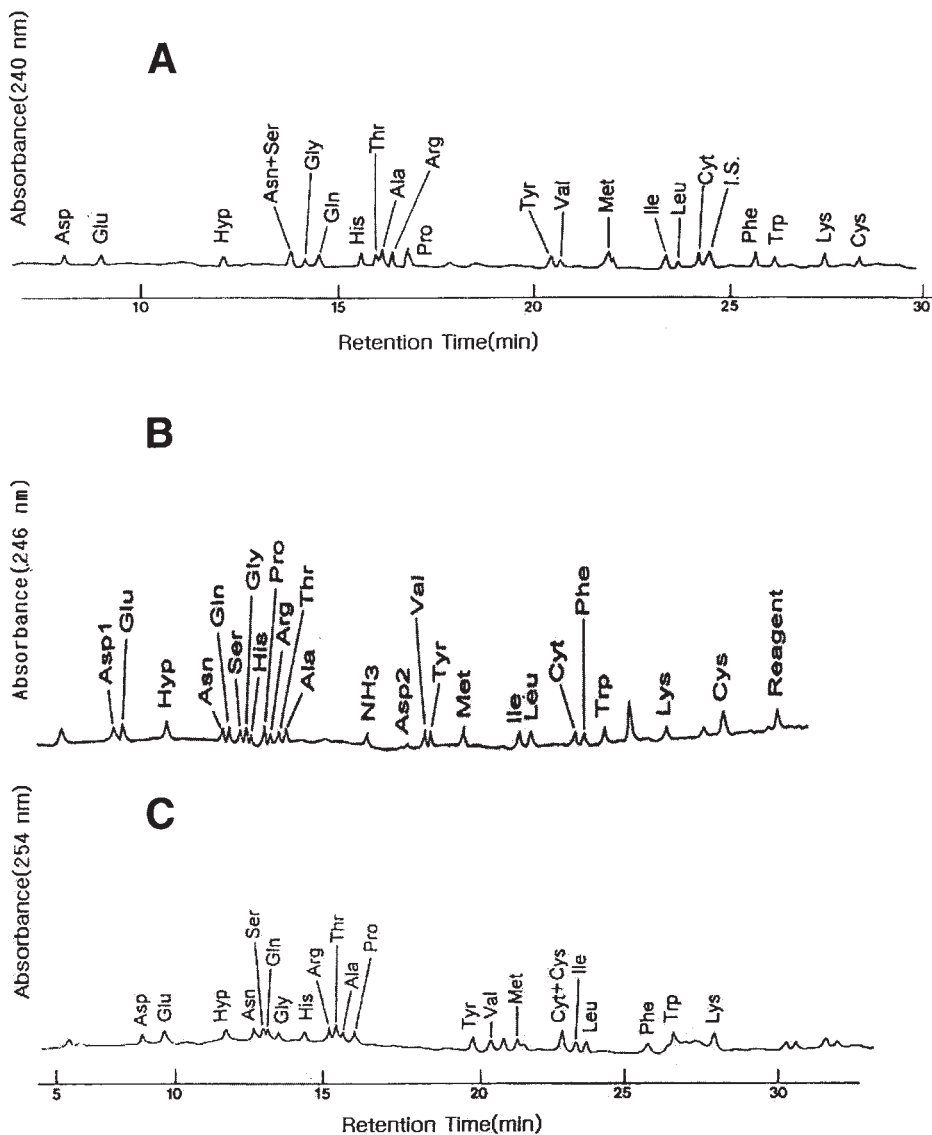 A
Absorbance(240 nm)
Asp
Glu
Hyp
Asn+Ser
Gly
Gln
His
Thr
Ala
Arg
Pro
Tyr
Val
Met
Ile
Leu
Cyt
I.S.
Phe
Trp
Lys
Cys
10 15 20 25 30
Retention Time(min)
B
Absorbance(246 nm)
Asp1
Glu
Hyp
Asn
Gln
Ser
Gly
His
Pro
Arg
Thr
Ala
NH3
Asp2
Val
Tyr
Met
Ile
Leu
Cyt
Phe
Trp
Lys
Cys
Reagent
C
Absorbance(254 nm)
Asp
Glu
Hyp
Asn
Ser
Gln
Gly
His
Arg
Thr
Ala
Pro
Tyr
Val
Met
Cyt+Cys
Ile
Leu
Phe
Trp
Lys
5 10 15 20 25 30
Retention Time(min)